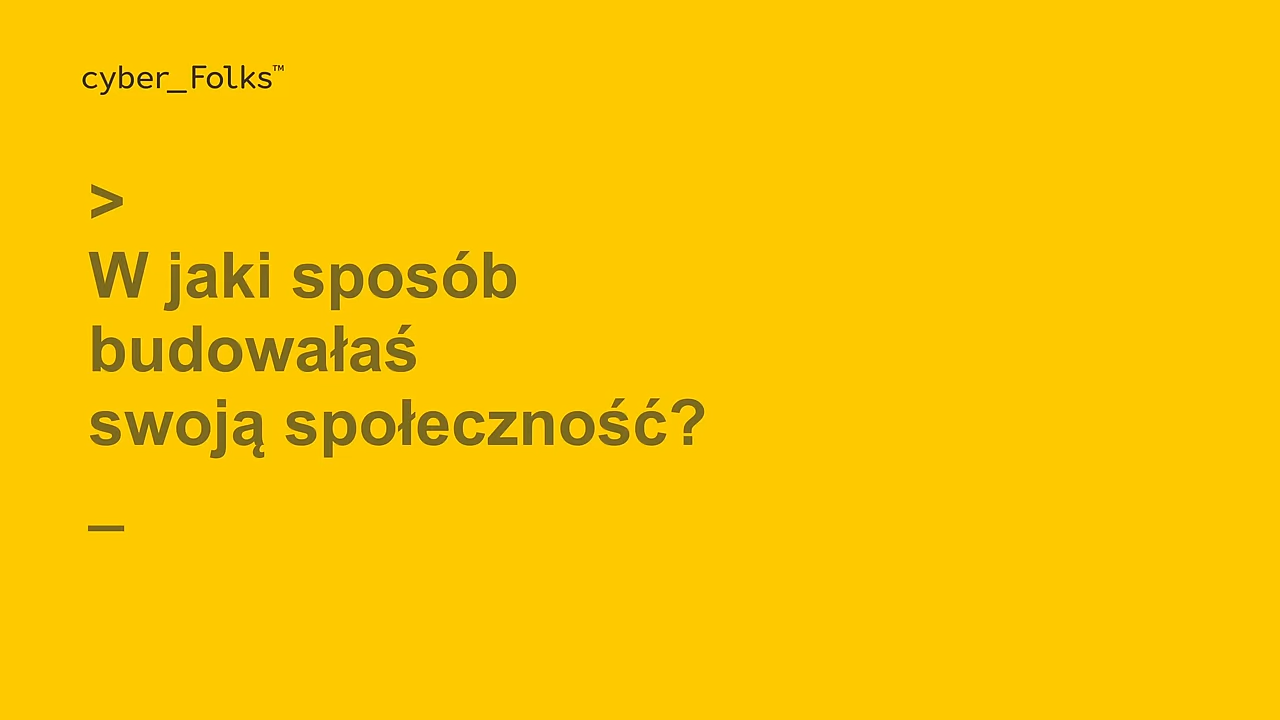 cyber_Folks™
>
W jaki sposób
budowałaś
swoją społeczność?
_